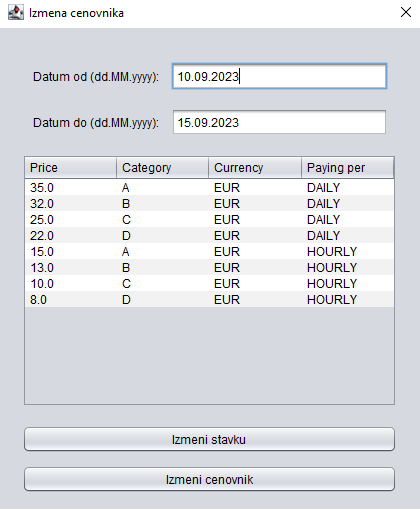 Izmena cenovnika
Datum od (dd.MM.yyyy): 10.09.2023
Datum do (dd.MM.yyyy): 15.09.2023
Price Category Currency Paying per
35.0 A EUR DAILY
32.0 B EUR DAILY
25.0 C EUR DAILY
22.0 D EUR DAILY
15.0 A EUR HOURLY
13.0 B EUR HOURLY
10.0 C EUR HOURLY
8.0 D EUR HOURLY
Izmeni stavku
Izmeni cenovnik